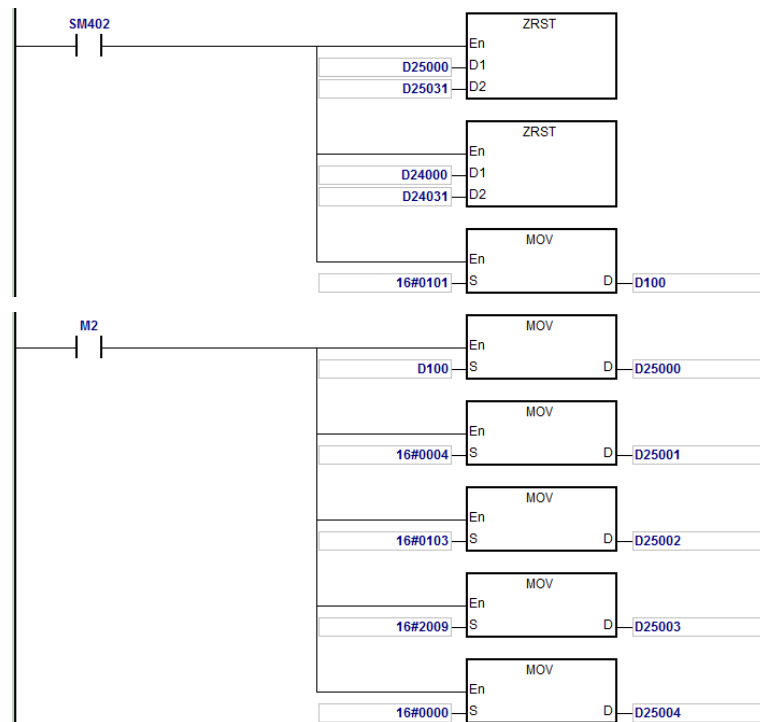 SM402
ZRST
En
D25000 D1
D25031 D2
ZRST
En
D24000 D1
D24031 D2
MOV
En
16#0101 S D D100
M2
MOV
En
D100 S D D25000
MOV
En
16#0004 S D D25001
MOV
En
16#0103 S D D25002
MOV
En
16#2009 S D D25003
MOV
En
16#0000 S D D25004